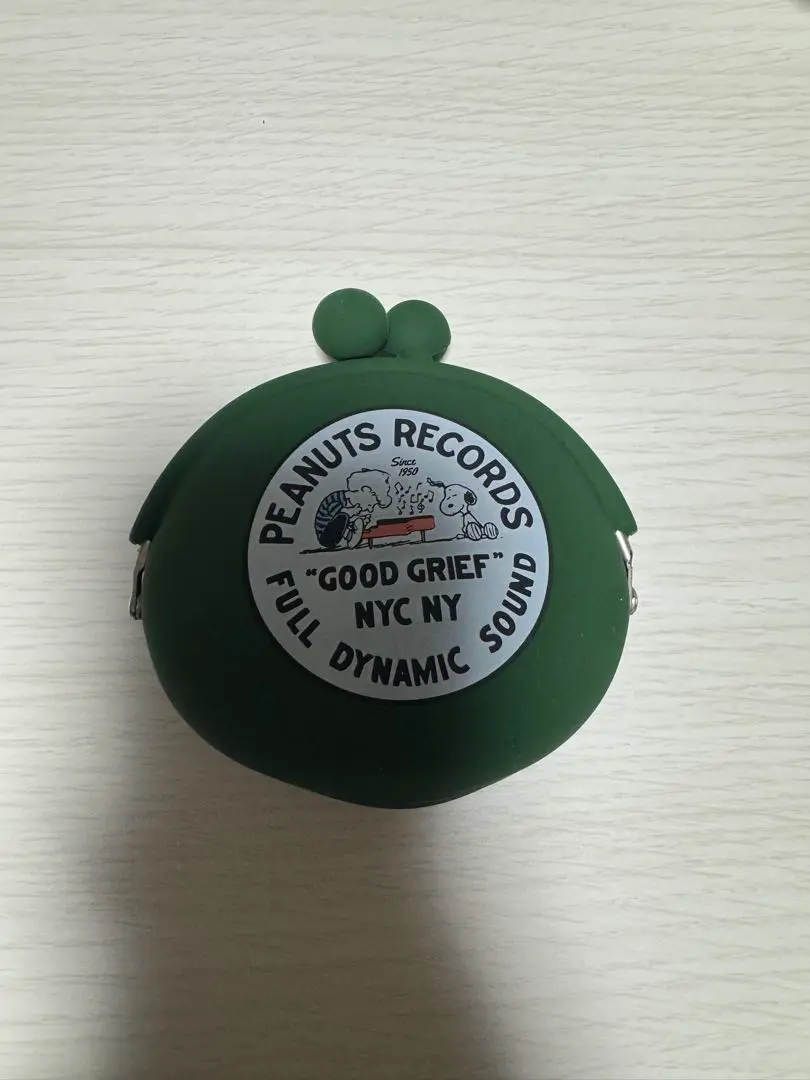 PEANUTS RECORDS
Since
1950
“GOOD GRIEF”
NYC NY
FULL DYNAMIC SOUND